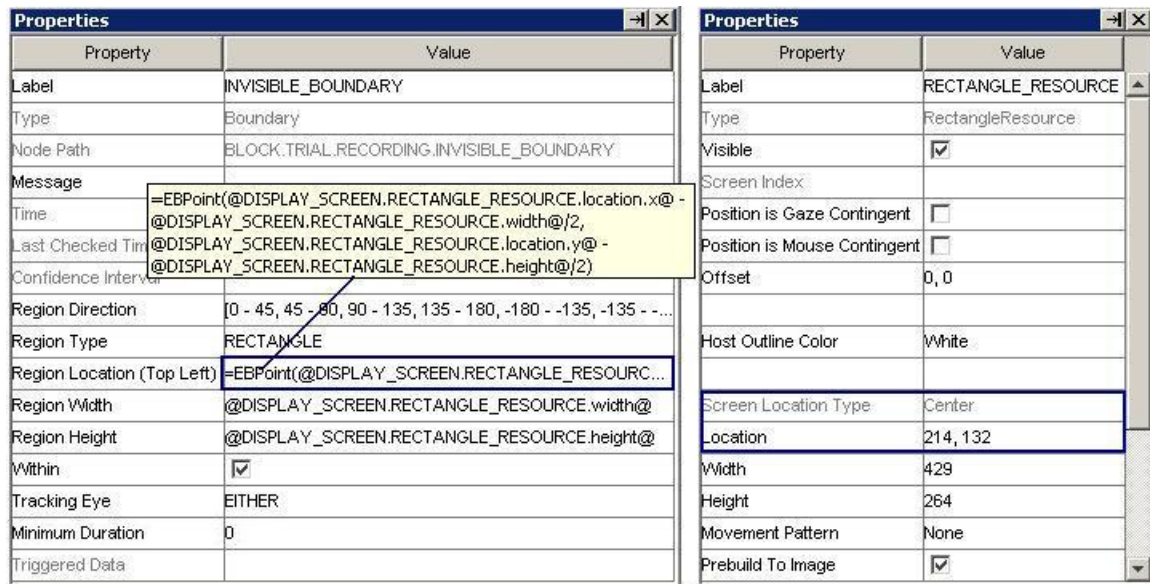 Properties
Property Value
Label INVISIBLE_BOUNDARY
Type Boundary
Node Path BLOCK.TRIAL.RECORDING.INVISIBLE_BOUNDARY
Message
Time
Last Checked Tim
Confidence Interval
=EBPoint(@DISPLAY_SCREEN.RECTANGLE_RESOURCE.location.x@ -
@DISPLAY_SCREEN.RECTANGLE_RESOURCE.width@/2,
@DISPLAY_SCREEN.RECTANGLE_RESOURCE.location.y@ -
@DISPLAY_SCREEN.RECTANGLE_RESOURCE.height@/2)
Region Direction [0 - 45, 45 - 90, 90 - 135, 135 - 180, -180 - -135, -135 - -...
Region Type RECTANGLE
Region Location (Top Left) =EBPoint(@DISPLAY_SCREEN.RECTANGLE_RESOURC...
Region Width @DISPLAY_SCREEN.RECTANGLE_RESOURCE.width@
Region Height @DISPLAY_SCREEN.RECTANGLE_RESOURCE.height@
Within
Tracking Eye EITHER
Minimum Duration 0
Triggered Data
Properties
Property Value
Label RECTANGLE_RESOURCE
Type RectangleResource
Visible
Screen Index
Position is Gaze Contingent
Position is Mouse Contingent
Offset 0, 0
Host Outline Color White
Screen Location Type Center
Location 214, 132
Width 429
Height 264
Movement Pattern None
Prebuild To Image